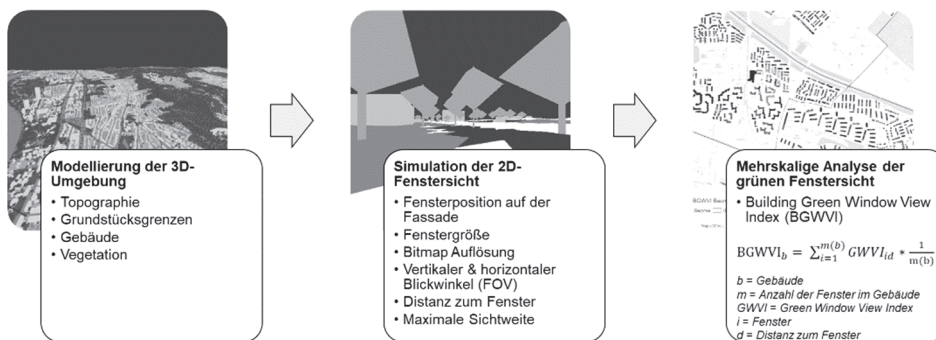 Modellierung der 3D-
Umgebung
• Topographie
• Grundstücksgrenzen
• Gebäude
• Vegetation
Simulation der 2D-
Fenstersicht
• Fensterposition auf der
Fassade
• Fenstergröße
• Bitmap Auflösung
• Vertikaler & horizontaler
Blickwinkel (FOV)
• Distanz zum Fenster
• Maximale Sichtweite
Mehrskalige Analyse der
grünen Fenstersicht
• Building Green Window View
Index (BGWVI)
BGWVI_b = ∑_{i=1}^{m(b)} GWVI_{id} * 1/m(b)
b = Gebäude
m = Anzahl der Fenster im Gebäude
GWVI = Green Window View Index
i = Fenster
d = Distanz zum Fenster